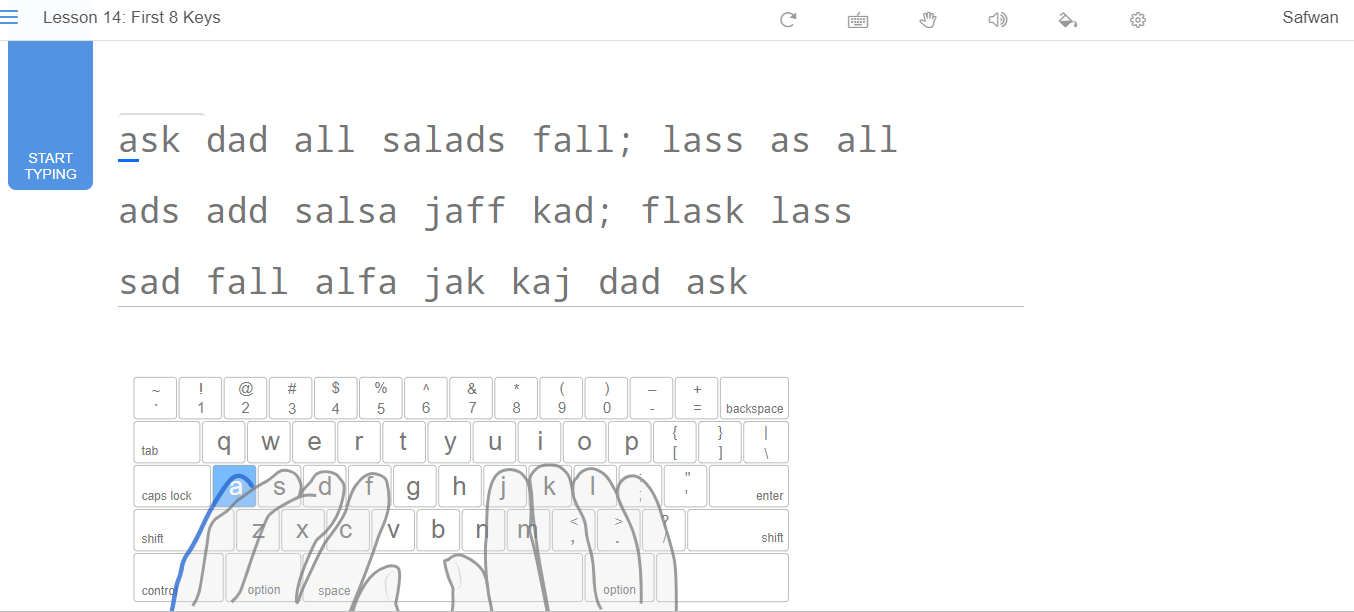 Lesson 14: First 8 Keys
Safwan
START
TYPING
ask dad all salads fall; lass as all
ads add salsa jaff kad; flask lass
sad fall alfa jak kaj dad ask
~ ! @ # $ % ^ & * ( ) – +
` 1 2 3 4 5 6 7 8 9 0 - = backspace
tab q w e r t y u i o p { [ } ] | \
caps lock a s d f g h j k l : ; " ' enter
shift z x c v b n m < , > . ? / shift
control option space option